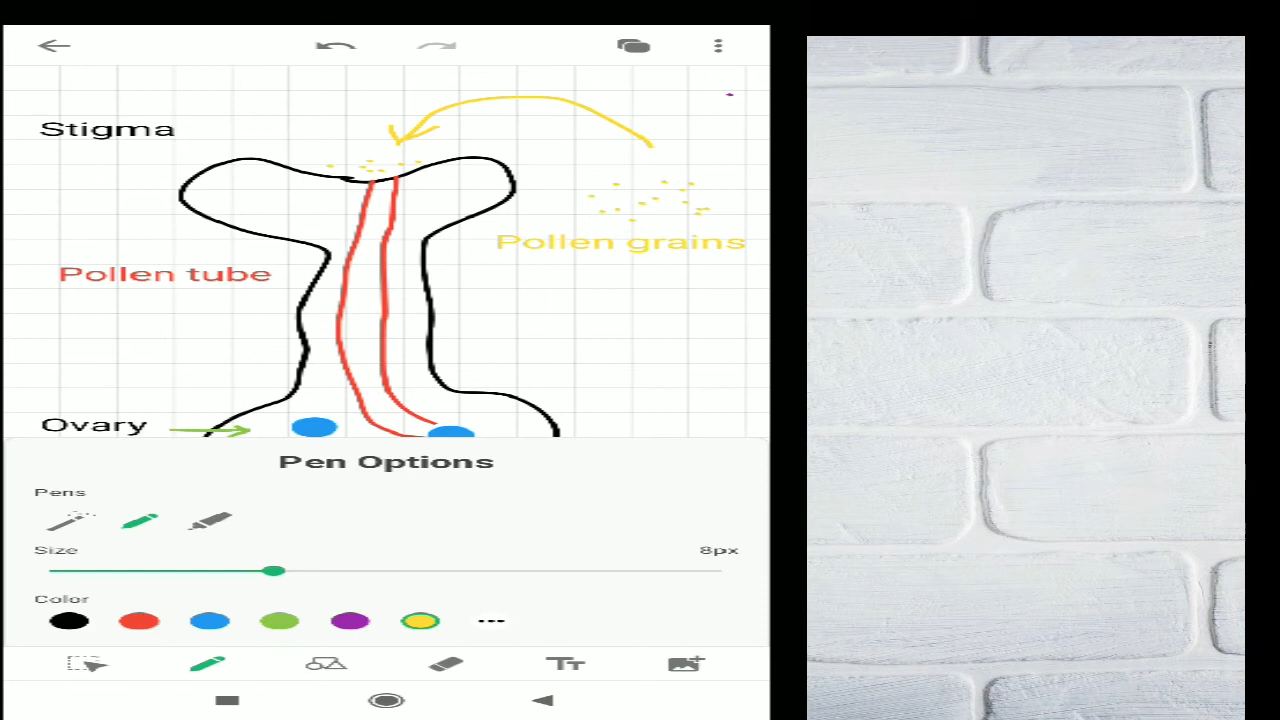 Stigma
Pollen grains
Pollen tube
Ovary
Pen Options
Pens
Size
8px
Color